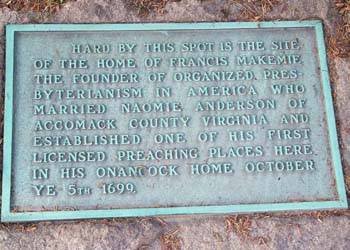 HARD BY THIS SPOT IS THE SITE
OF THE HOME OF FRANCIS MAKEMIE
THE FOUNDER OF ORGANIZED PRES-
BYTERIANISM IN AMERICA WHO
MARRIED NAOMIE ANDERSON OF
ACCOMACK COUNTY VIRGINIA AND
ESTABLISHED ONE OF HIS FIRST
LICENSED PREACHING PLACES HERE
IN HIS ONANCOCK HOME OCTOBER
YE 5TH 1699.